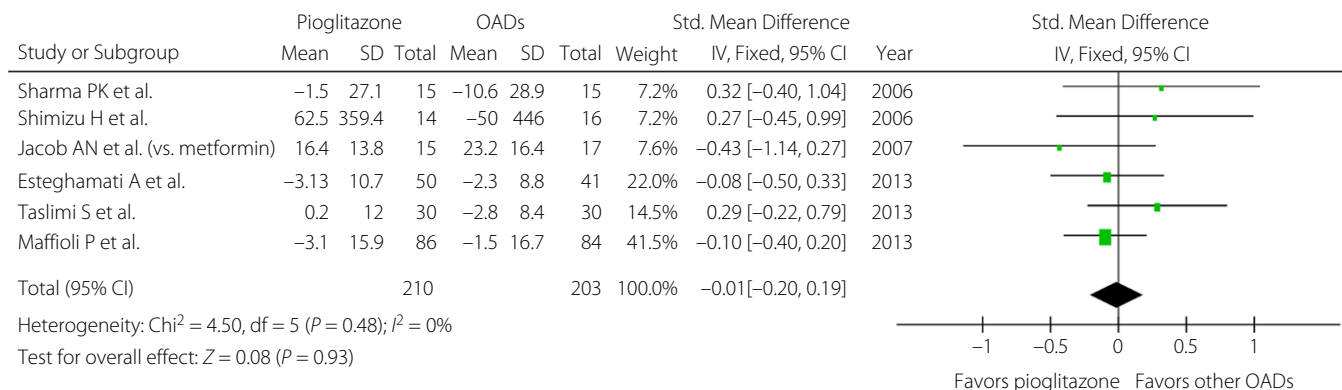 Pioglitazone OADs Std. Mean Difference Std. Mean Difference
Study or Subgroup Mean SD Total Mean SD Total Weight IV, Fixed, 95% CI Year IV, Fixed, 95% CI
Sharma PK et al. −1.5 27.1 15 −10.6 28.9 15 7.2% 0.32 [−0.40, 1.04] 2006
Shimizu H et al. 62.5 359.4 14 −50 446 16 7.2% 0.27 [−0.45, 0.99] 2006
Jacob AN et al. (vs. metformin) 16.4 13.8 15 23.2 16.4 17 7.6% −0.43 [−1.14, 0.27] 2007
Esteghamati A et al. −3.13 10.7 50 −2.3 8.8 41 22.0% −0.08 [−0.50, 0.33] 2013
Taslimi S et al. 0.2 12 30 −2.8 8.4 30 14.5% 0.29 [−0.22, 0.79] 2013
Maffioli P et al. −3.1 15.9 86 −1.5 16.7 84 41.5% −0.10 [−0.40, 0.20] 2013
Total (95% CI) 210 203 100.0% −0.01[−0.20, 0.19]
Heterogeneity: Chi² = 4.50, df = 5 (P = 0.48); I² = 0%
Test for overall effect: Z = 0.08 (P = 0.93)
−1 −0.5 0 0.5 1
Favors pioglitazone Favors other OADs